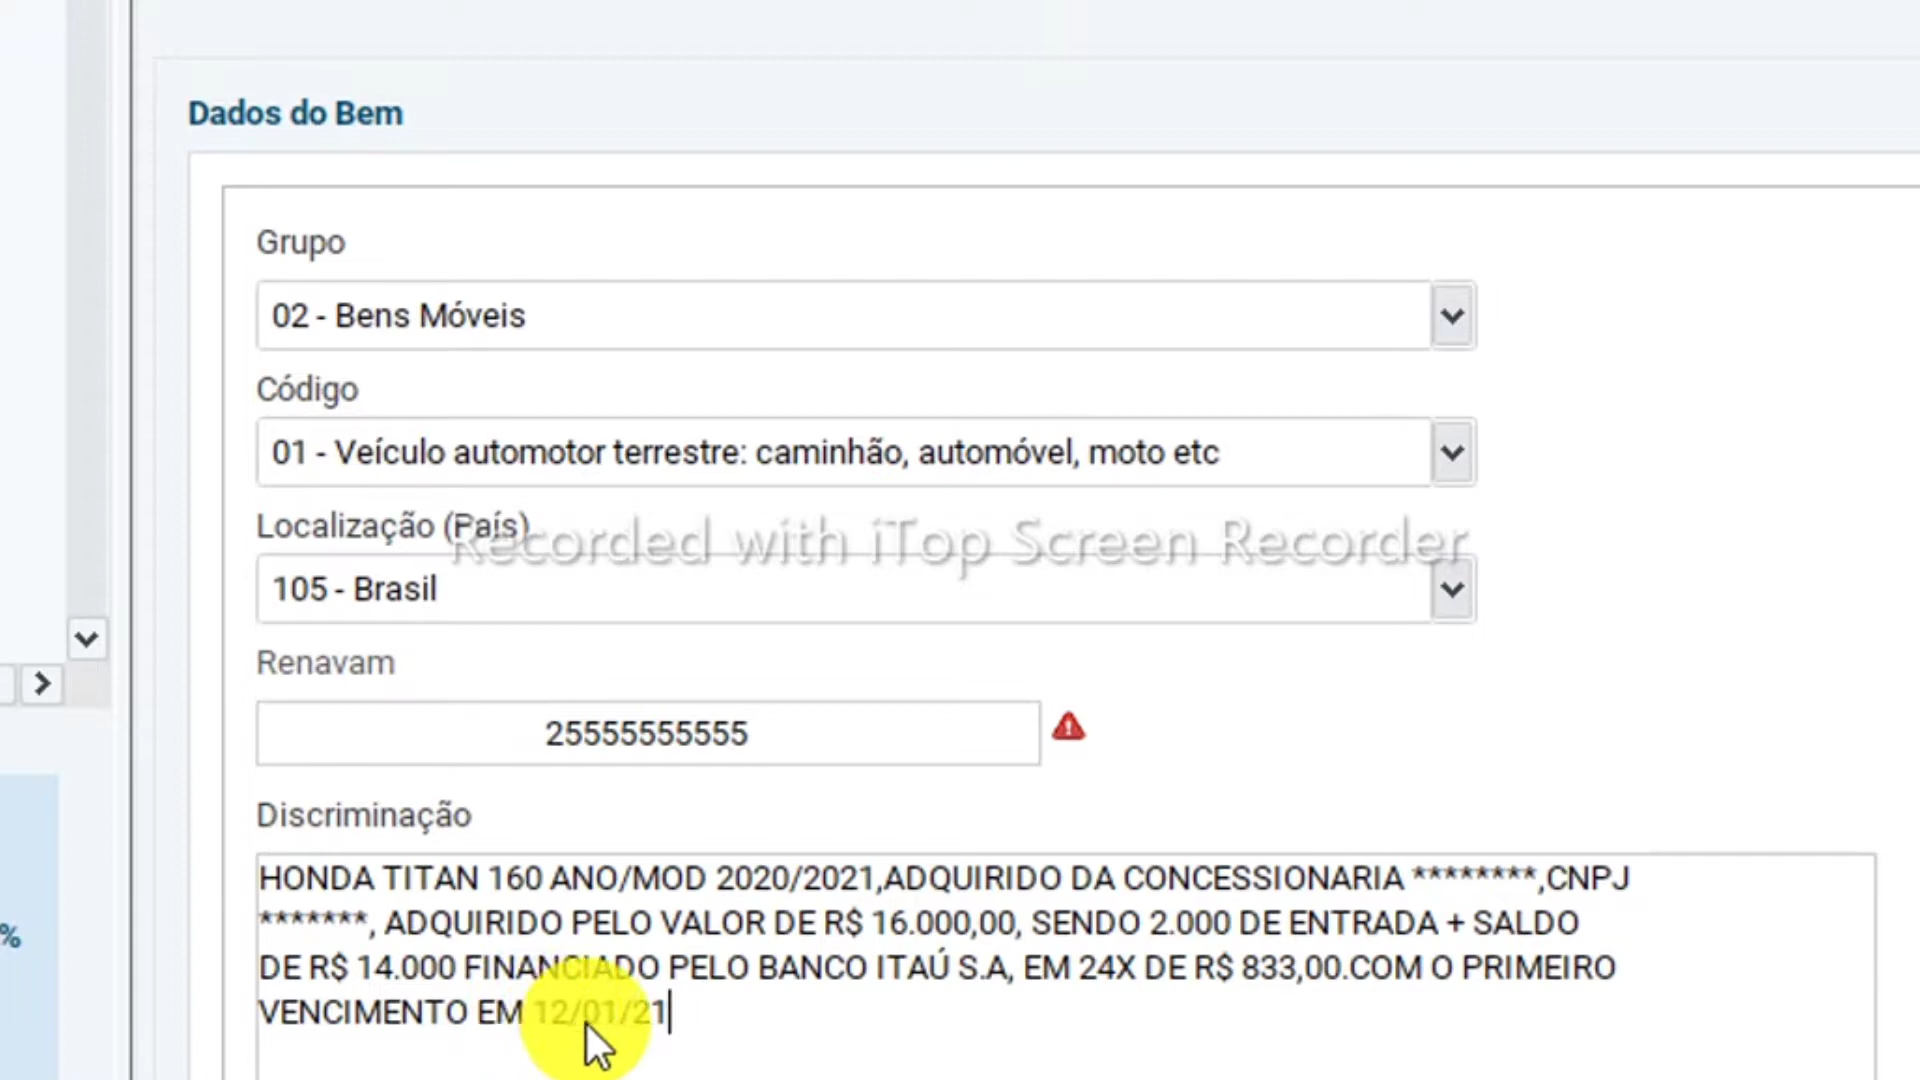 Dados do Bem
Grupo
02 - Bens Móveis
Código
01 - Veículo automotor terrestre: caminhão, automóvel, moto etc
Localização (País)
Recorded with iTop Screen Recorder
105 - Brasil
Renavam
25555555555
Discriminação
HONDA TITAN 160 ANO/MOD 2020/2021,ADQUIRIDO DA CONCESSIONARIA ********,CNPJ
*******, ADQUIRIDO PELO VALOR DE R$ 16.000,00, SENDO 2.000 DE ENTRADA + SALDO
%
DE R$ 14.000 FINANCIADO PELO BANCO ITAÚ S.A, EM 24X DE R$ 833,00.COM O PRIMEIRO
VENCIMENTO EM 12/01/21